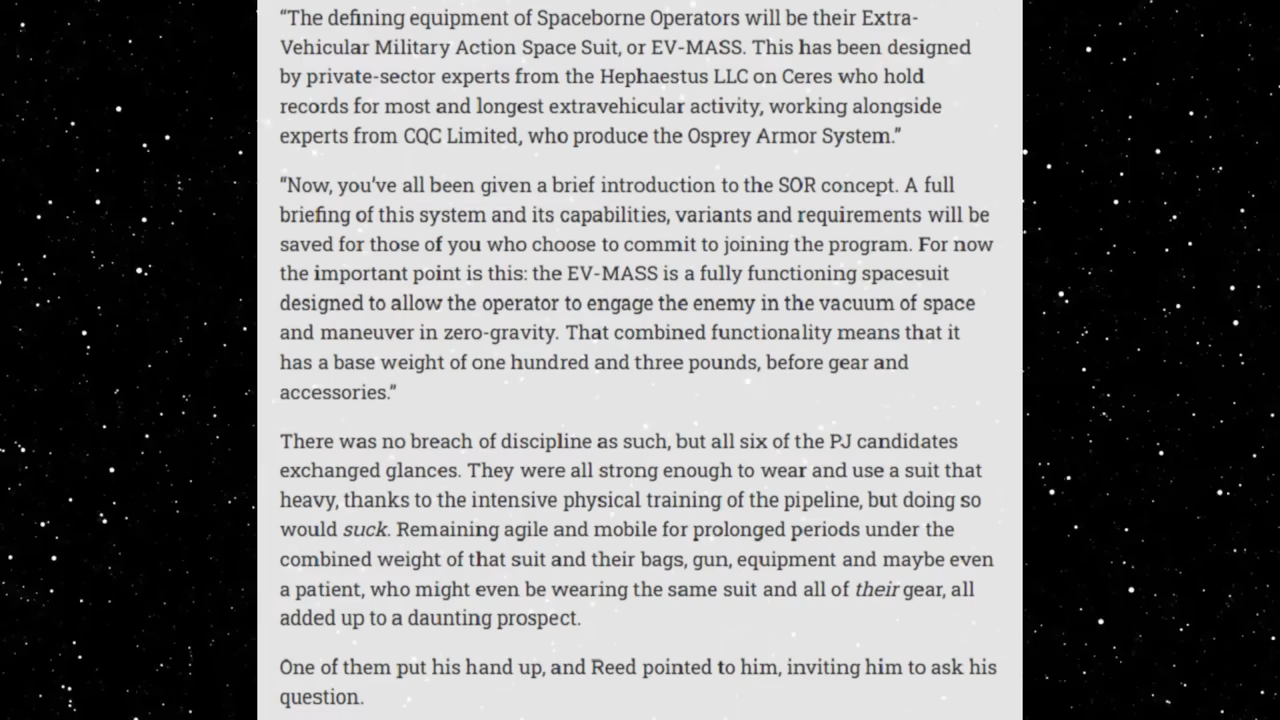 “The defining equipment of Spaceborne Operators will be their Extra-
Vehicular Military Action Space Suit, or EV-MASS. This has been designed
by private-sector experts from the Hephaestus LLC on Ceres who hold
records for most and longest extravehicular activity, working alongside
experts from CQC Limited, who produce the Osprey Armor System.”
“Now, you’ve all been given a brief introduction to the SOR concept. A full
briefing of this system and its capabilities, variants and requirements will be
saved for those of you who choose to commit to joining the program. For now
the important point is this: the EV-MASS is a fully functioning spacesuit
designed to allow the operator to engage the enemy in the vacuum of space
and maneuver in zero-gravity. That combined functionality means that it
has a base weight of one hundred and three pounds, before gear and
accessories.”
There was no breach of discipline as such, but all six of the PJ candidates
exchanged glances. They were all strong enough to wear and use a suit that
heavy, thanks to the intensive physical training of the pipeline, but doing so
would suck. Remaining agile and mobile for prolonged periods under the
combined weight of that suit and their bags, gun, equipment and maybe even
a patient, who might even be wearing the same suit and all of their gear, all
added up to a daunting prospect.
One of them put his hand up, and Reed pointed to him, inviting him to ask his
question.